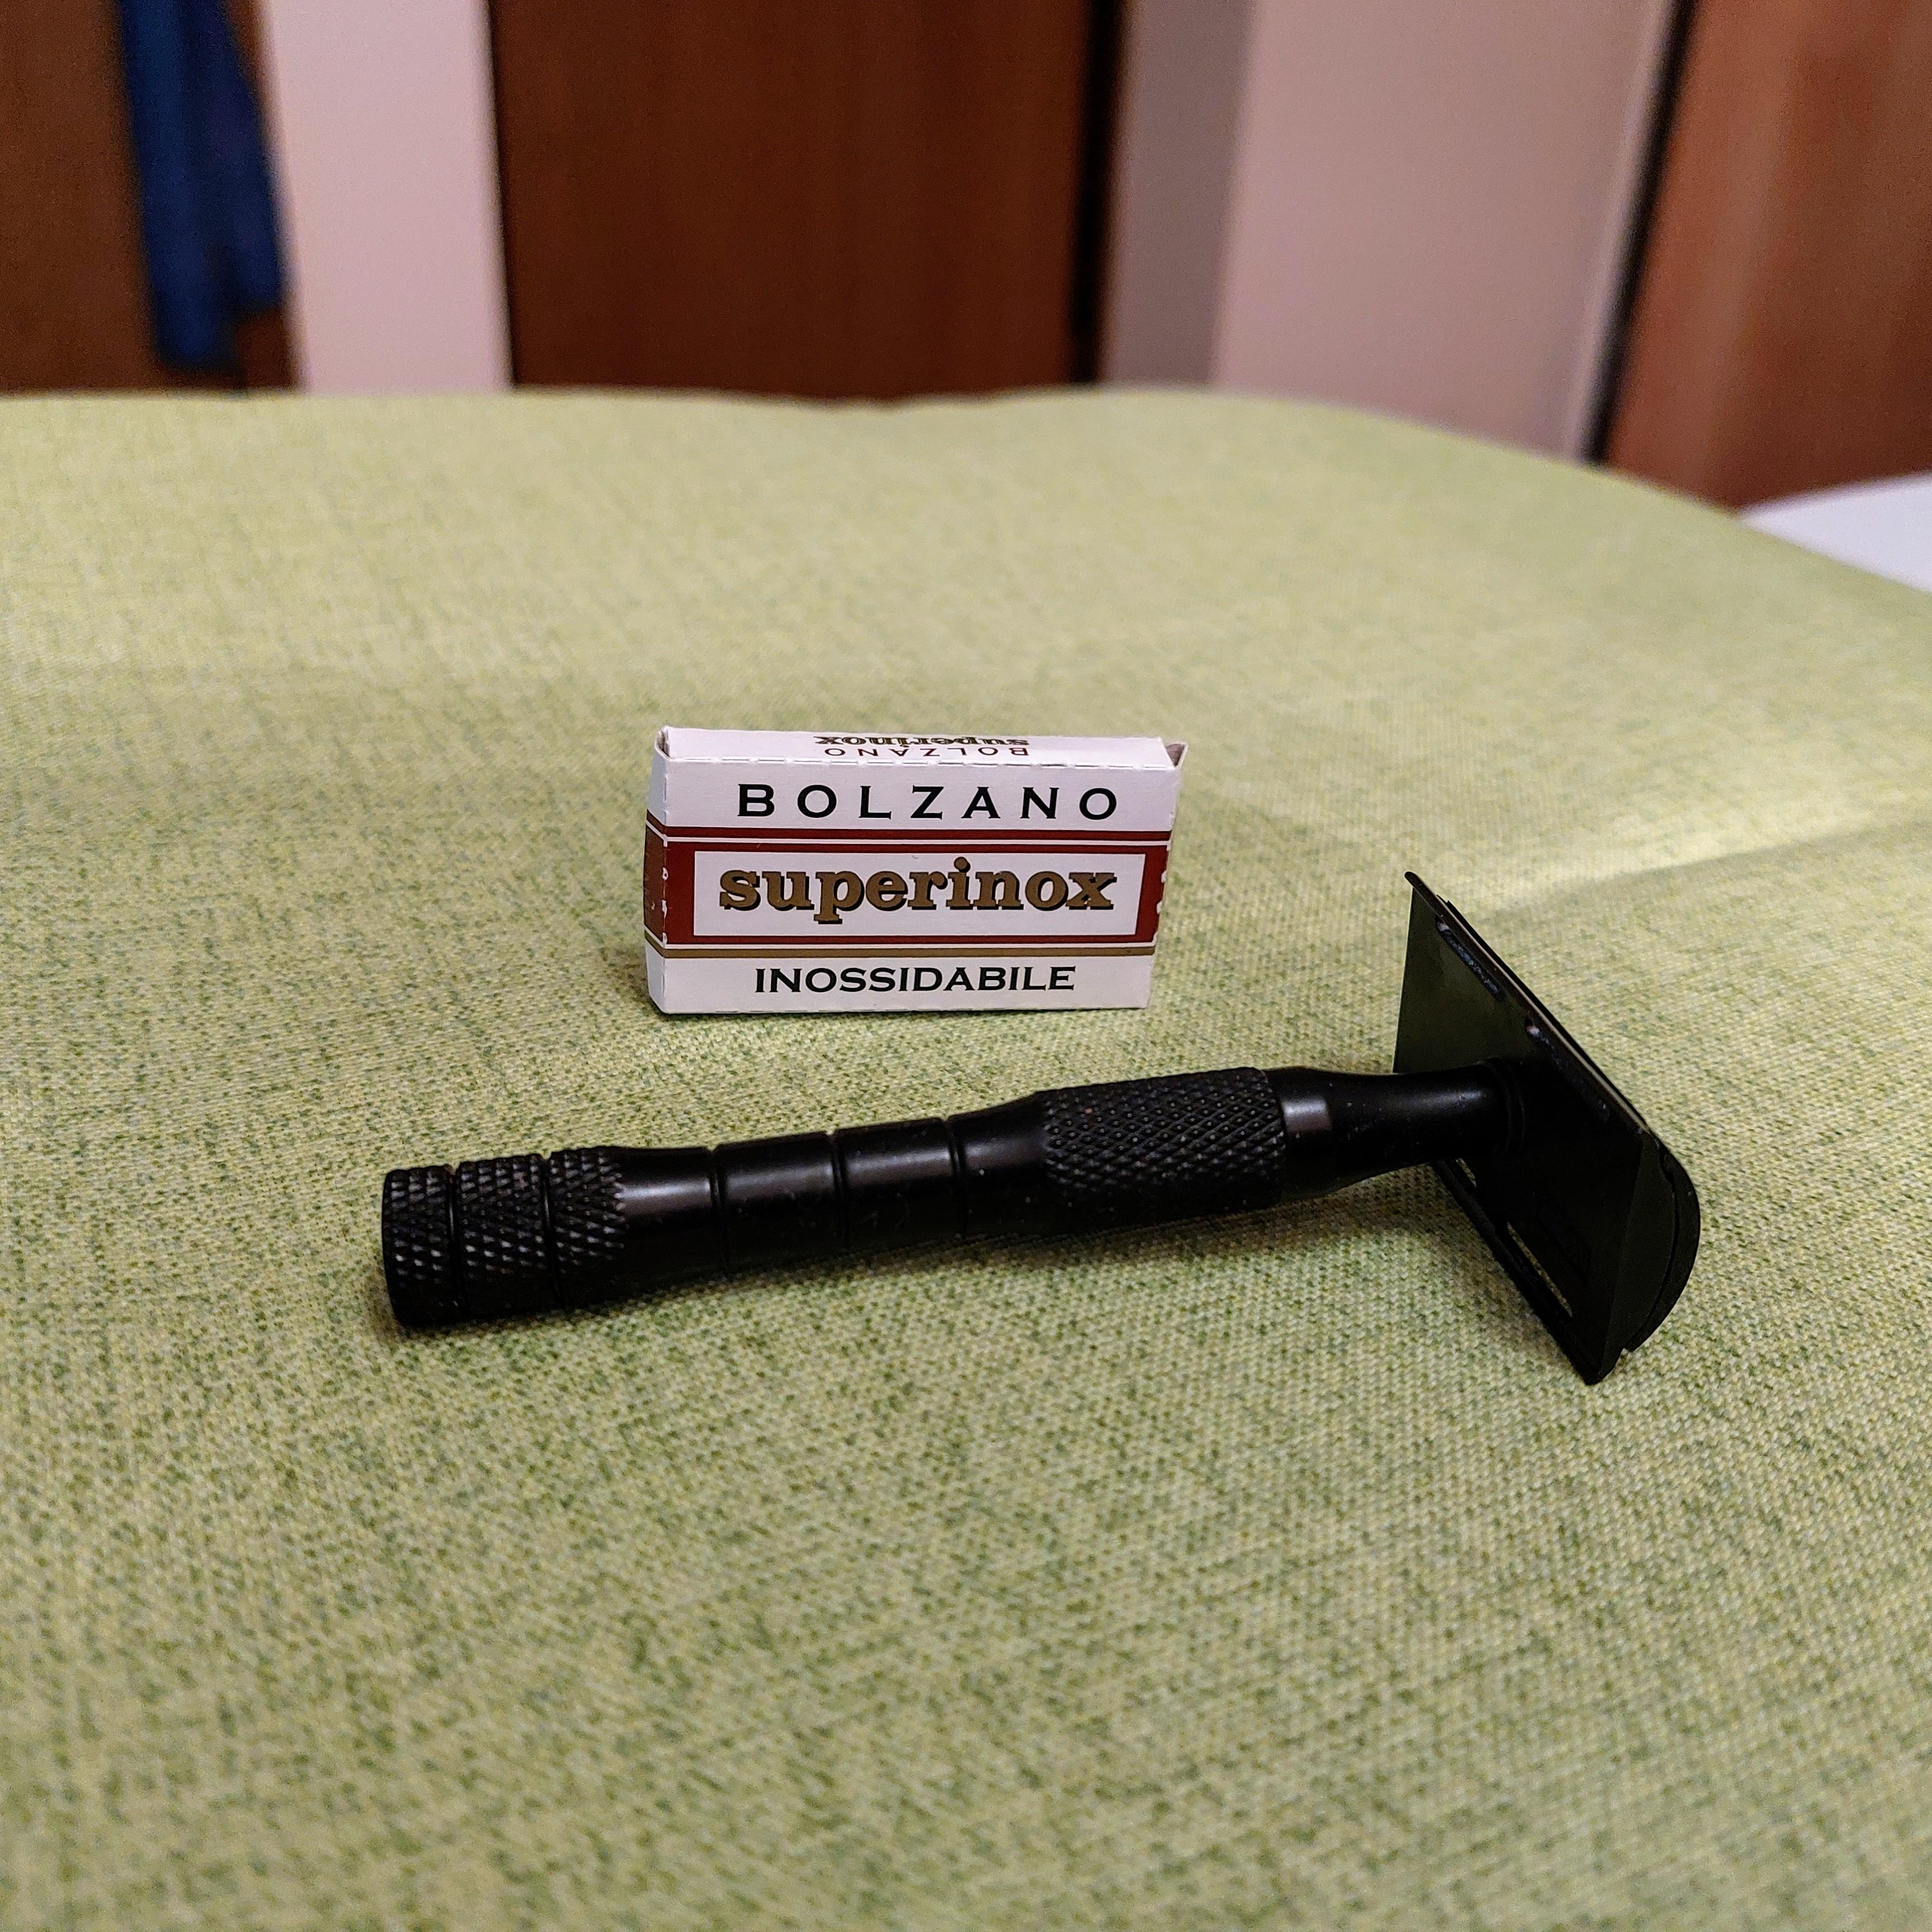 BOLZANO
superinox
BOLZANO
superinox
INOSSIDABILE